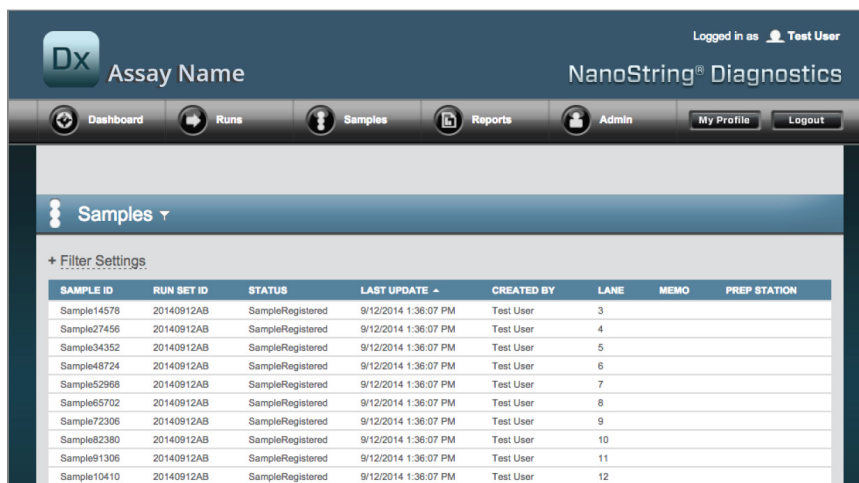 Logged in as Test User
Dx Assay Name
NanoString® Diagnostics
Dashboard Runs Samples Reports Admin My Profile Logout
Samples
+ Filter Settings
SAMPLE ID RUN SET ID STATUS LAST UPDATE CREATED BY LANE MEMO PREP STATION
Sample14578 20140912AB SampleRegistered 9/12/2014 1:36:07 PM Test User 3
Sample27456 20140912AB SampleRegistered 9/12/2014 1:36:07 PM Test User 4
Sample34352 20140912AB SampleRegistered 9/12/2014 1:36:07 PM Test User 5
Sample48724 20140912AB SampleRegistered 9/12/2014 1:36:07 PM Test User 6
Sample52968 20140912AB SampleRegistered 9/12/2014 1:36:07 PM Test User 7
Sample65702 20140912AB SampleRegistered 9/12/2014 1:36:07 PM Test User 8
Sample72306 20140912AB SampleRegistered 9/12/2014 1:36:07 PM Test User 9
Sample82380 20140912AB SampleRegistered 9/12/2014 1:36:07 PM Test User 10
Sample91306 20140912AB SampleRegistered 9/12/2014 1:36:07 PM Test User 11
Sample10410 20140912AB SampleRegistered 9/12/2014 1:36:07 PM Test User 12